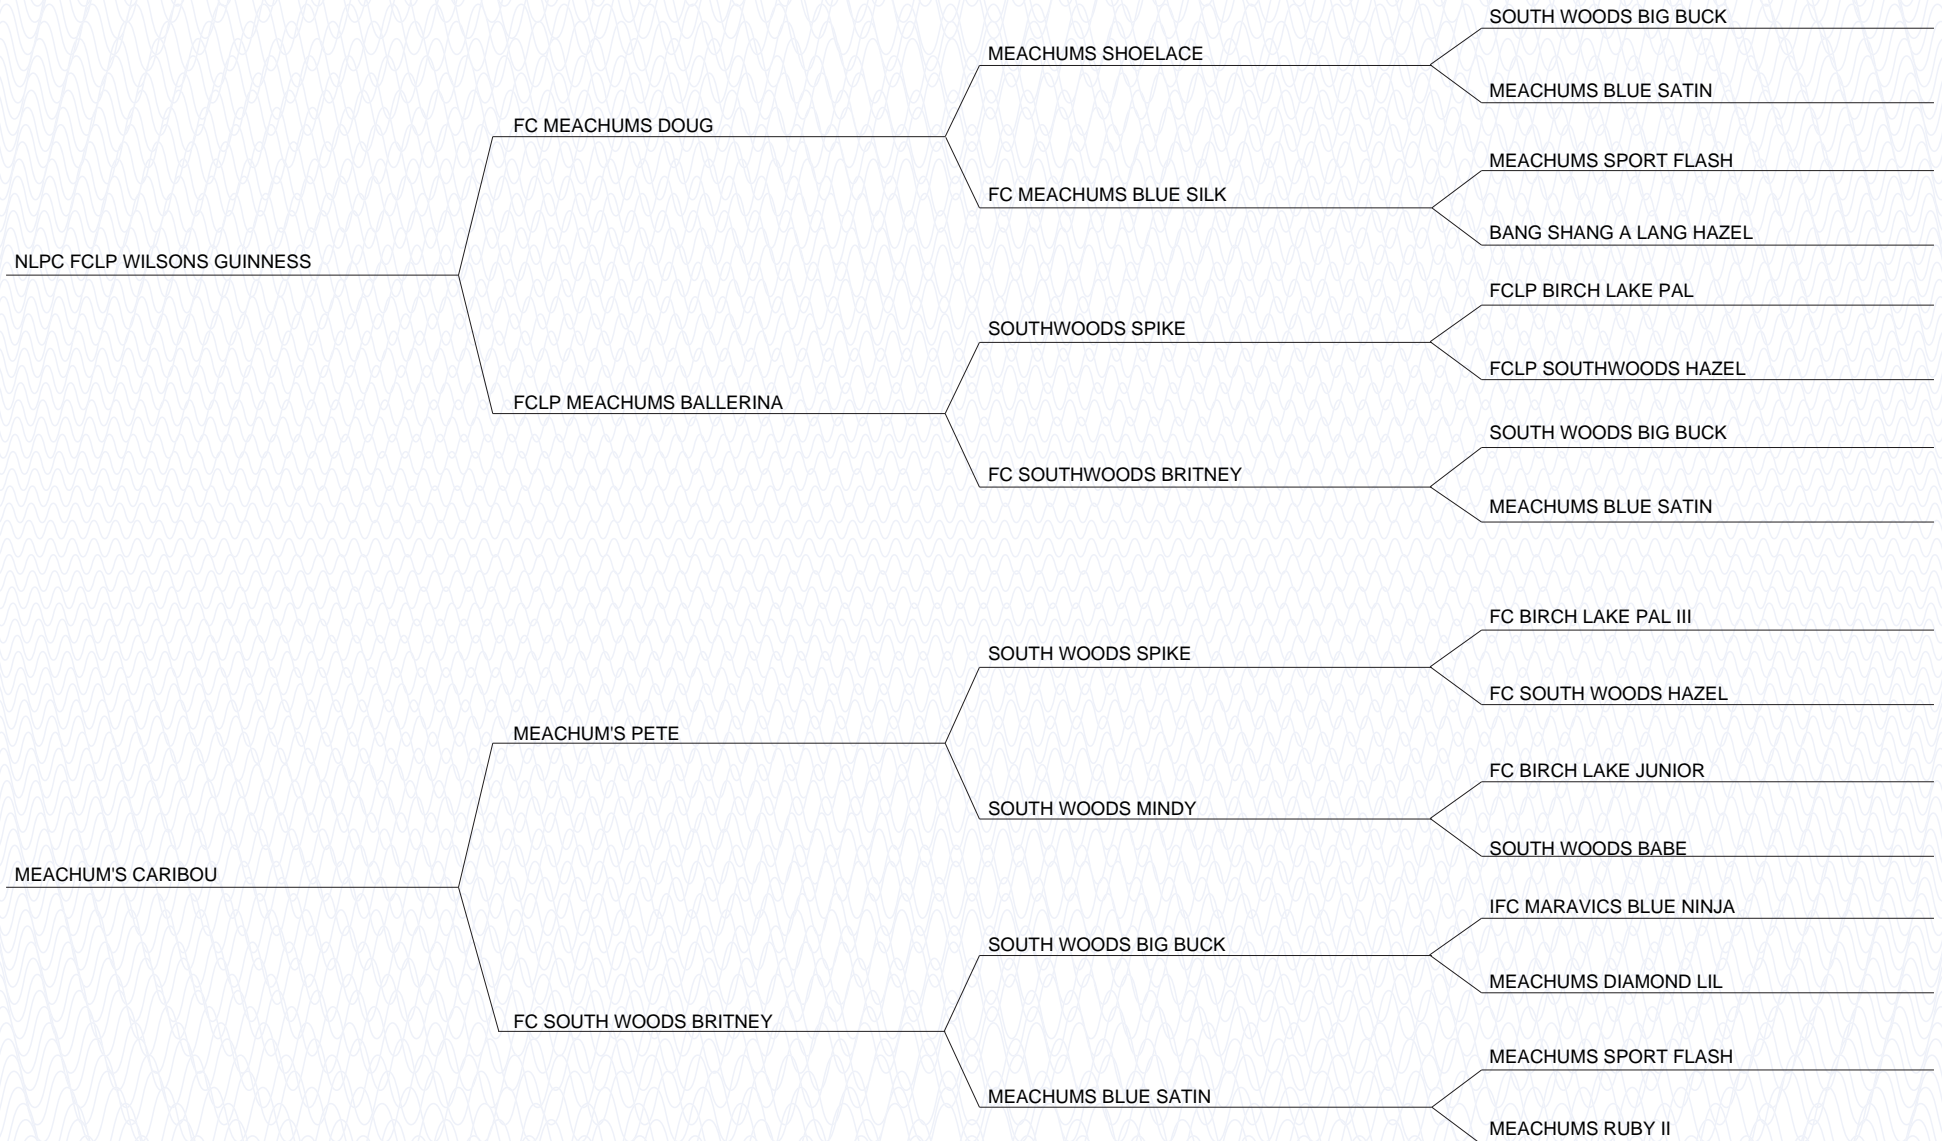 SOUTH WOODS BIG BUCK
MEACHUMS SHOELACE
MEACHUMS BLUE SATIN
FC MEACHUMS DOUG
MEACHUMS SPORT FLASH
FC MEACHUMS BLUE SILK
BANG SHANG A LANG HAZEL
NLPC FCLP WILSONS GUINNESS
FCLP BIRCH LAKE PAL
SOUTHWOODS SPIKE
FCLP SOUTHWOODS HAZEL
FCLP MEACHUMS BALLERINA
SOUTH WOODS BIG BUCK
FC SOUTHWOODS BRITNEY
MEACHUMS BLUE SATIN
FC BIRCH LAKE PAL III
SOUTH WOODS SPIKE
FC SOUTH WOODS HAZEL
MEACHUM'S PETE
FC BIRCH LAKE JUNIOR
SOUTH WOODS MINDY
SOUTH WOODS BABE
MEACHUM'S CARIBOU
IFC MARAVICS BLUE NINJA
SOUTH WOODS BIG BUCK
MEACHUMS DIAMOND LIL
FC SOUTH WOODS BRITNEY
MEACHUMS SPORT FLASH
MEACHUMS BLUE SATIN
MEACHUMS RUBY II